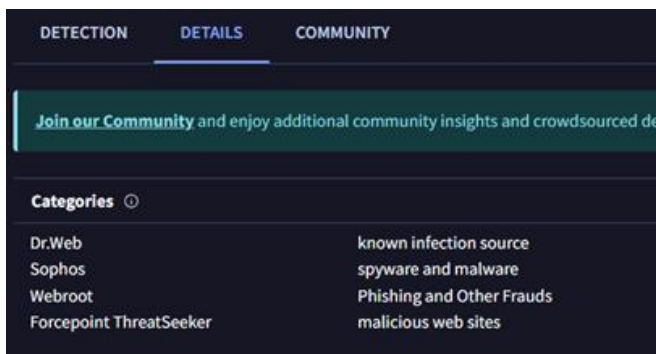 DETECTION DETAILS COMMUNITY
Join our Community and enjoy additional community insights and crowdsourced de
Categories
Dr.Web known infection source
Sophos spyware and malware
Webroot Phishing and Other Frauds
Forcepoint ThreatSeeker malicious web sites